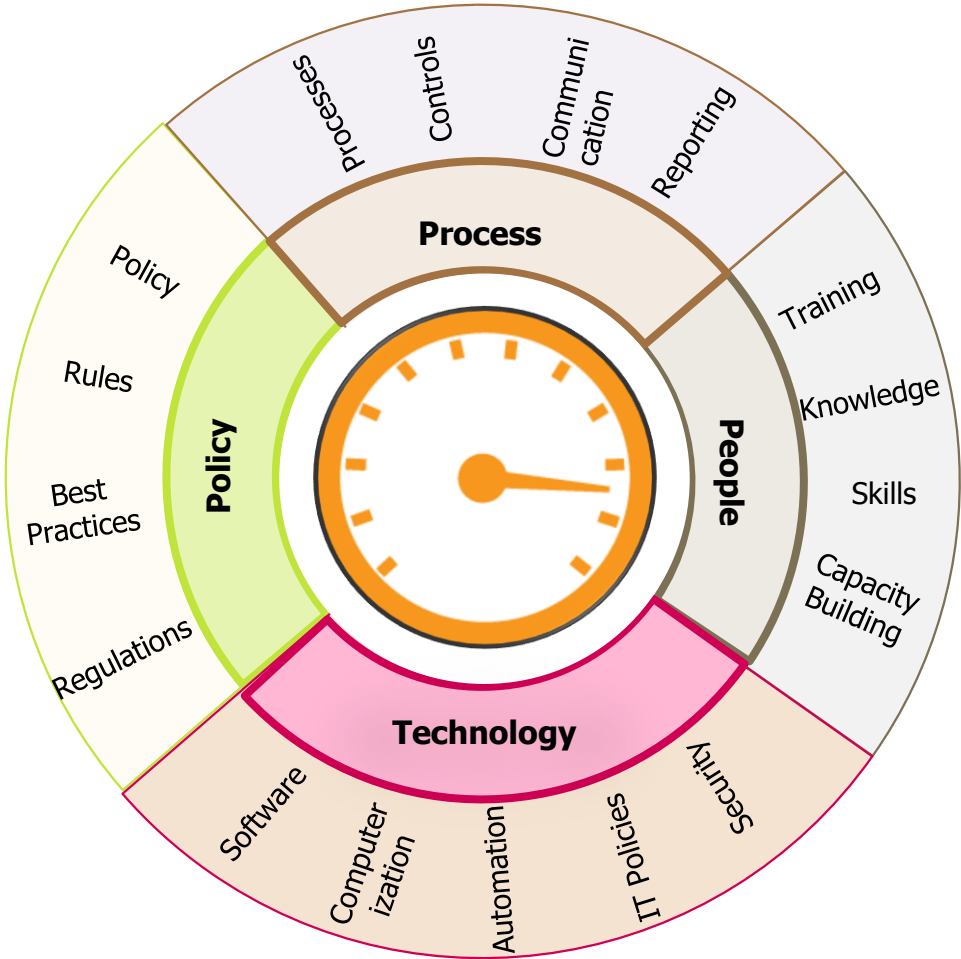 Processes
Controls
Communi
cation
Reporting
Process
Training
Knowledge
Skills
Capacity
Building
People
Policy
Rules
Best
Practices
Regulations
Policy
Technology
Software
Computer
ization
Automation
IT Policies
Security